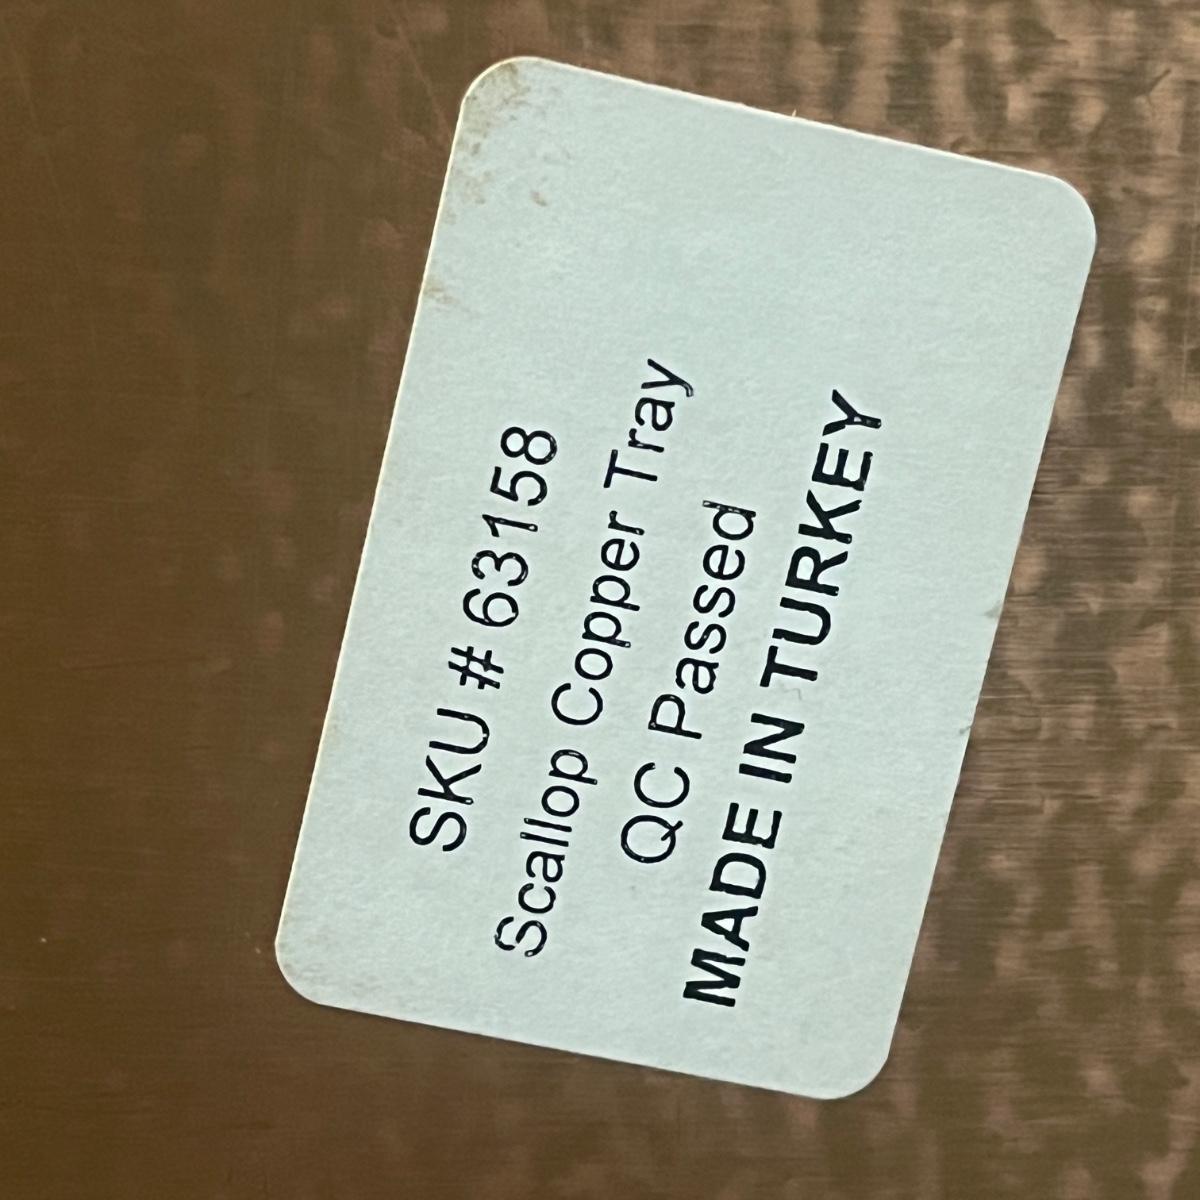 SKU # 63158
Scallop Copper Tray
QC Passed
MADE IN TURKEY